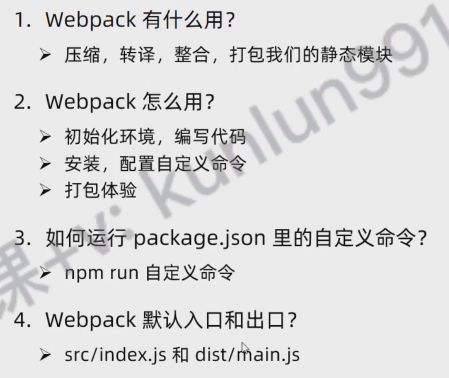 1. Webpack 有什么用？
➢ 压缩，转译，整合，打包我们的静态模块
2. Webpack 怎么用？
➢ 初始化环境，编写代码
➢ 安装，配置自定义命令
➢ 打包体验
3. 如何运行 package.json 里的自定义命令？
➢ npm run 自定义命令
4. Webpack 默认入口和出口？
➢ src/index.js 和 dist/main.js
课+v: kunlun991